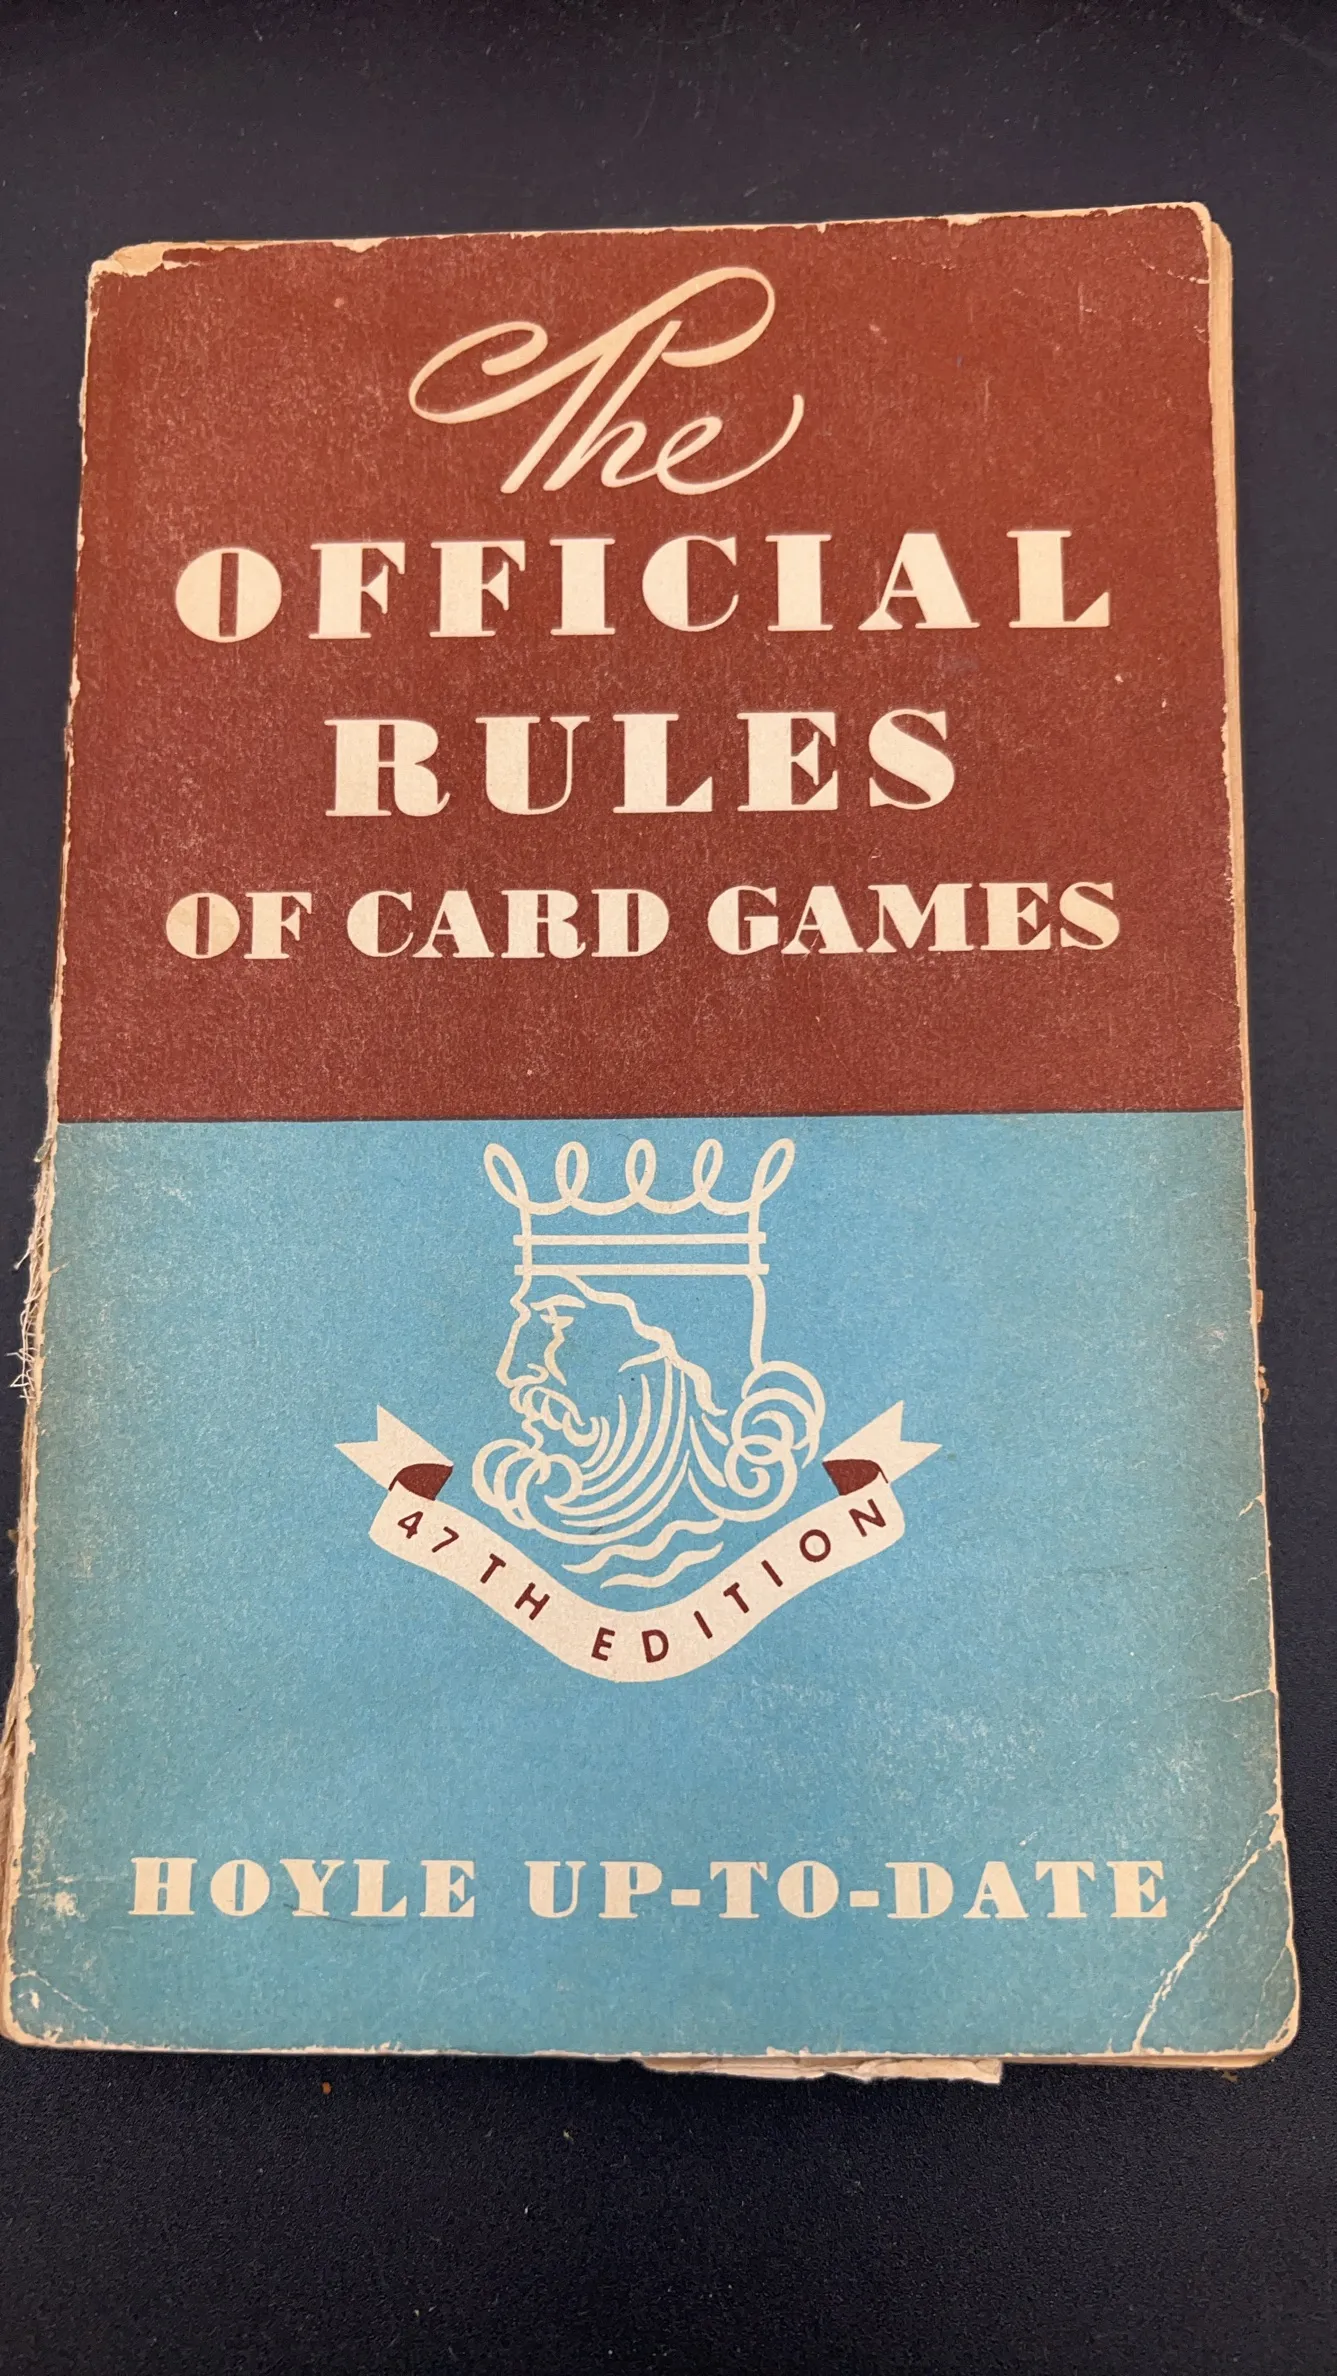 The
OFFICIAL
RULES
OF CARD GAMES
47TH EDITION
HOYLE UP-TO-DATE